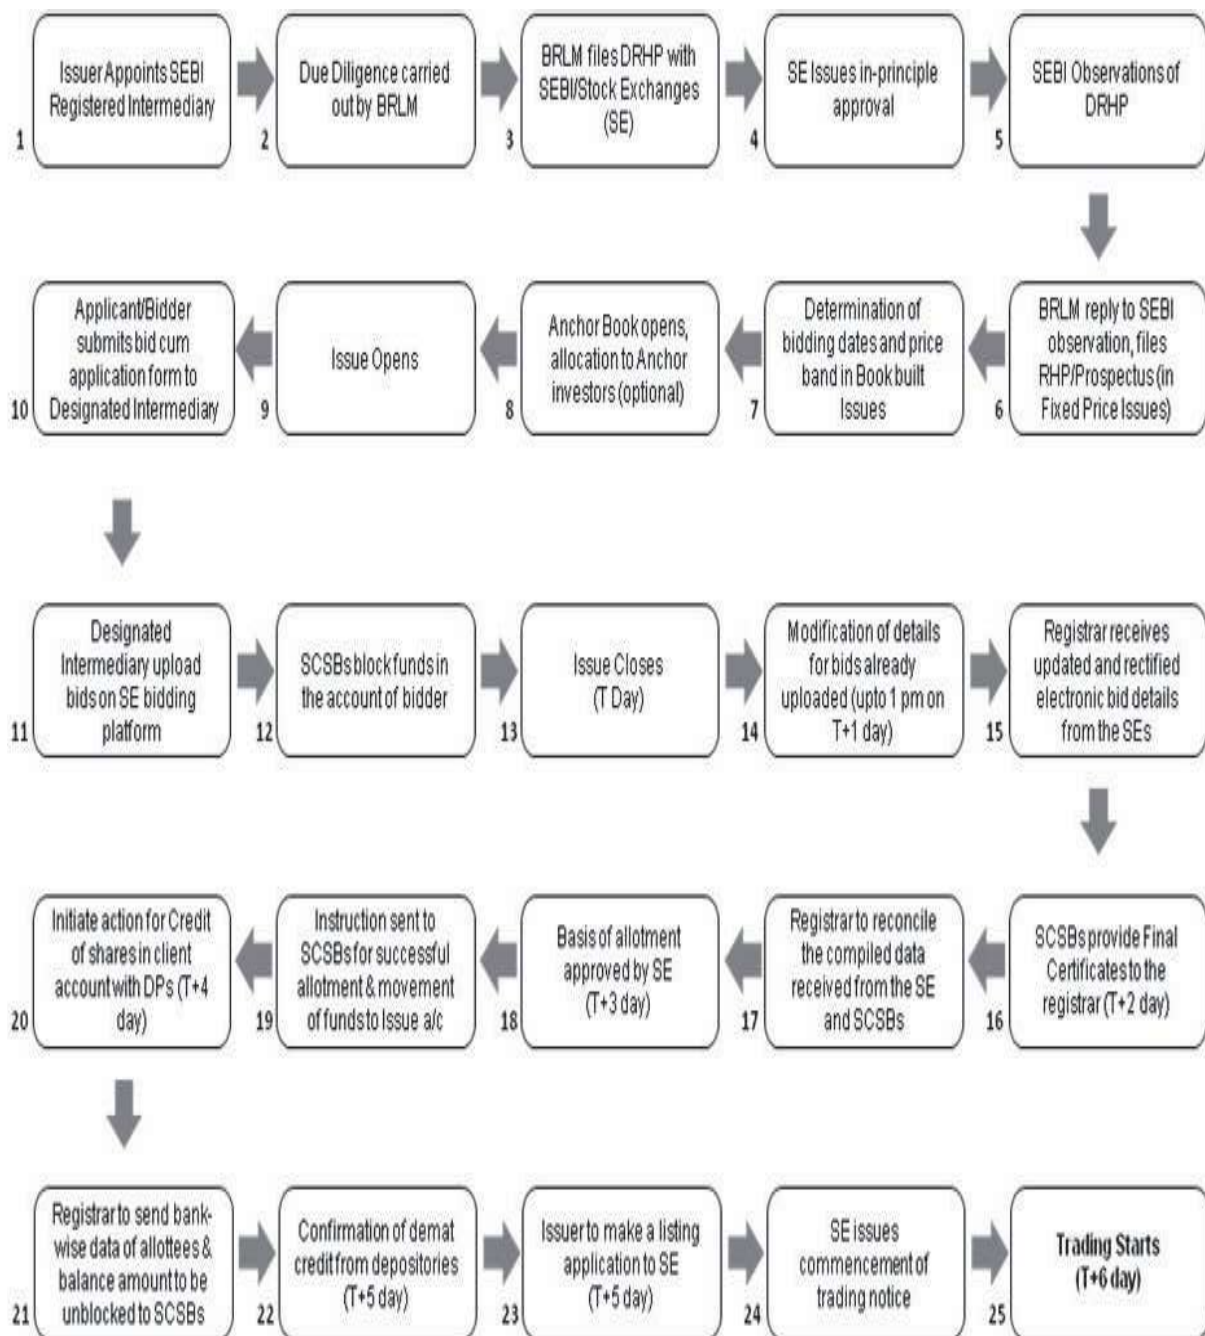 Issuer Appoints SEBI
Registered Intermediary
1
Due Diligence carried
out by BRLM
2
BRLM files DRHP with
SEBI/Stock Exchanges
(SE)
3
SE Issues in-principle
approval
4
SEBI Observations of
DRHP
5
BRLM reply to SEBI
observation, files
RHP/Prospectus (in
Fixed Price Issues)
6
Determination of
bidding dates and price
band in Book built
Issues
7
Anchor Book opens,
allocation to Anchor
investors (optional)
8
Issue Opens
9
Applicant/Bidder
submits bid cum
application form to
Designated Intermediary
10
Designated
Intermediary upload
bids on SE bidding
platform
11
SCSBs block funds in
the account of bidder
12
Issue Closes
(T Day)
13
Modification of details
for bids already
uploaded (upto 1 pm on
T+1 day)
14
Registrar receives
updated and rectified
electronic bid details
from the SEs
15
SCSBs provide Final
Certificates to the
registrar (T+2 day)
16
Registrar to reconcile
the compiled data
received from the SE
and SCSBs
17
Basis of allotment
approved by SE
(T+3 day)
18
Instruction sent to
SCSBs for successful
allotment & movement
of funds to Issue a/c
19
Initiate action for Credit
of shares in client
account with DPs (T+4
day)
20
Registrar to send bank-
wise data of allottees &
balance amount to be
unblocked to SCSBs
21
Confirmation of demat
credit from depositories
(T+5 day)
22
Issuer to make a listing
application to SE
(T+5 day)
23
SE issues
commencement of
trading notice
24
Trading Starts
(T+6 day)
25